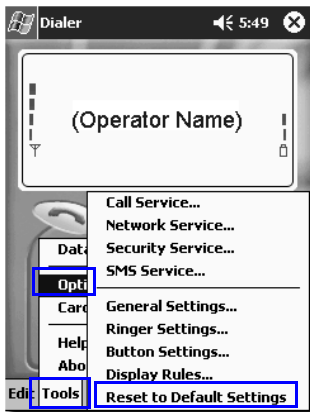 Dialer 5:49
(Operator Name)
Call Service...
Network Service...
Security Service...
SMS Service...
General Settings...
Ringer Settings...
Button Settings...
Display Rules...
Reset to Default Settings
Data
Opti
Card
Help
Abo
Edit Tools